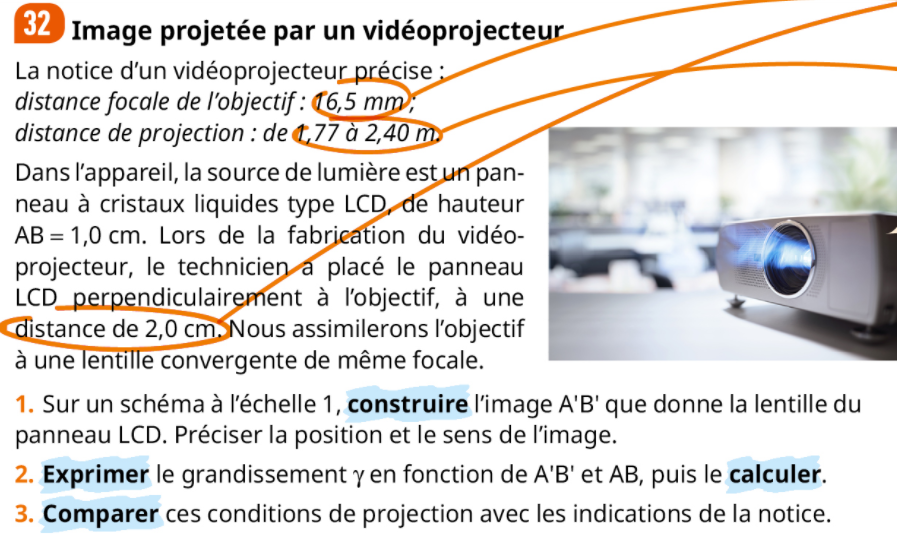 32 Image projetée par un vidéoprojecteur
La notice d'un vidéoprojecteur précise :
distance focale de l'objectif : 16,5 mm ;
distance de projection : de 1,77 à 2,40 m.
Dans l'appareil, la source de lumière est un pan-
neau à cristaux liquides type LCD, de hauteur
AB = 1,0 cm. Lors de la fabrication du vidéo-
projecteur, le technicien a placé le panneau
LCD perpendiculairement à l'objectif, à une
distance de 2,0 cm. Nous assimilerons l'objectif
à une lentille convergente de même focale.
1. Sur un schéma à l'échelle 1, construire l'image A'B' que donne la lentille du
panneau LCD. Préciser la position et le sens de l'image.
2. Exprimer le grandissement γ en fonction de A'B' et AB, puis le calculer.
3. Comparer ces conditions de projection avec les indications de la notice.